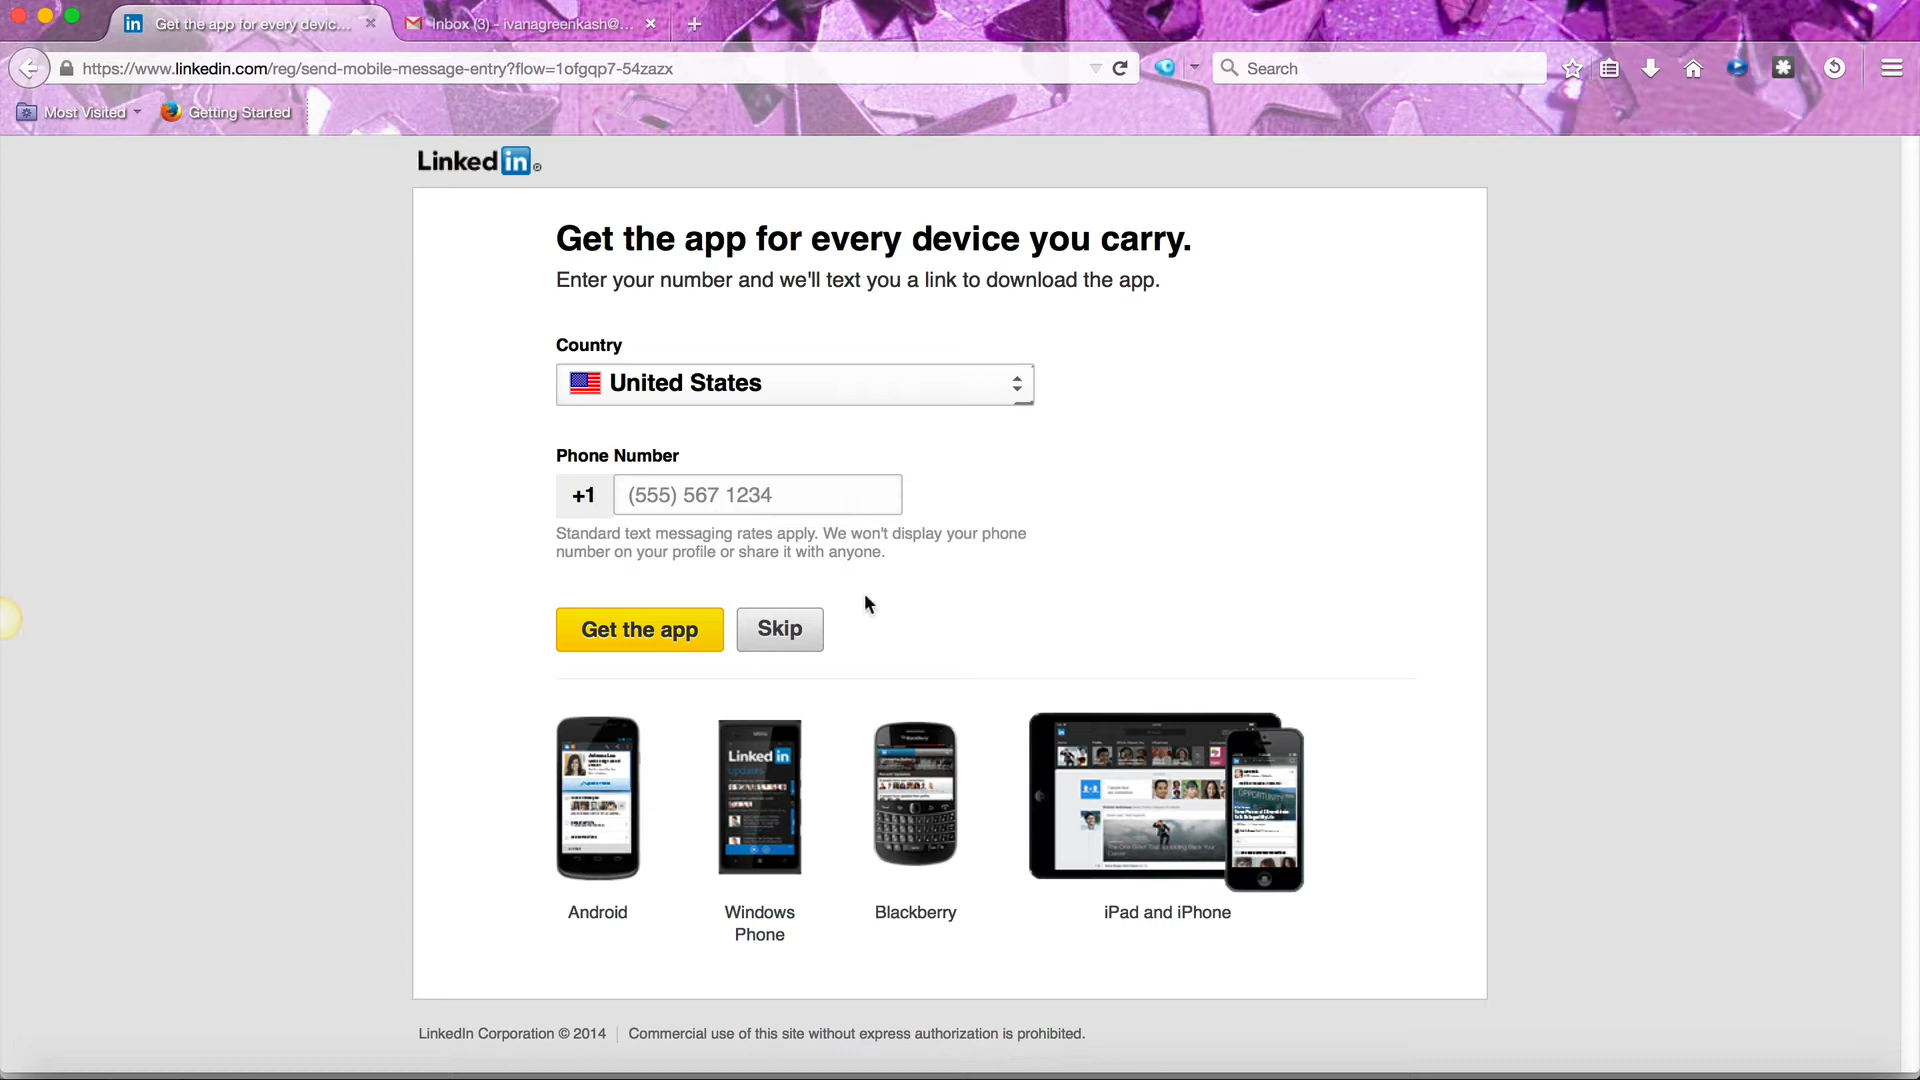 Get the app for every devic...
Inbox (3) - ivanagreenkash@...
https://www.linkedin.com/reg/send-mobile-message-entry?flow=1ofgqp7-54zazx
Search
Most Visited
Getting Started
Linked in
Get the app for every device you carry.
Enter your number and we'll text you a link to download the app.
Country
United States
Phone Number
+1
(555) 567 1234
Standard text messaging rates apply. We won't display your phone
number on your profile or share it with anyone.
Get the app
Skip
Linked in
updates
OPPORTUNITY
Android
Windows
Phone
Blackberry
iPad and iPhone
LinkedIn Corporation © 2014
Commercial use of this site without express authorization is prohibited.